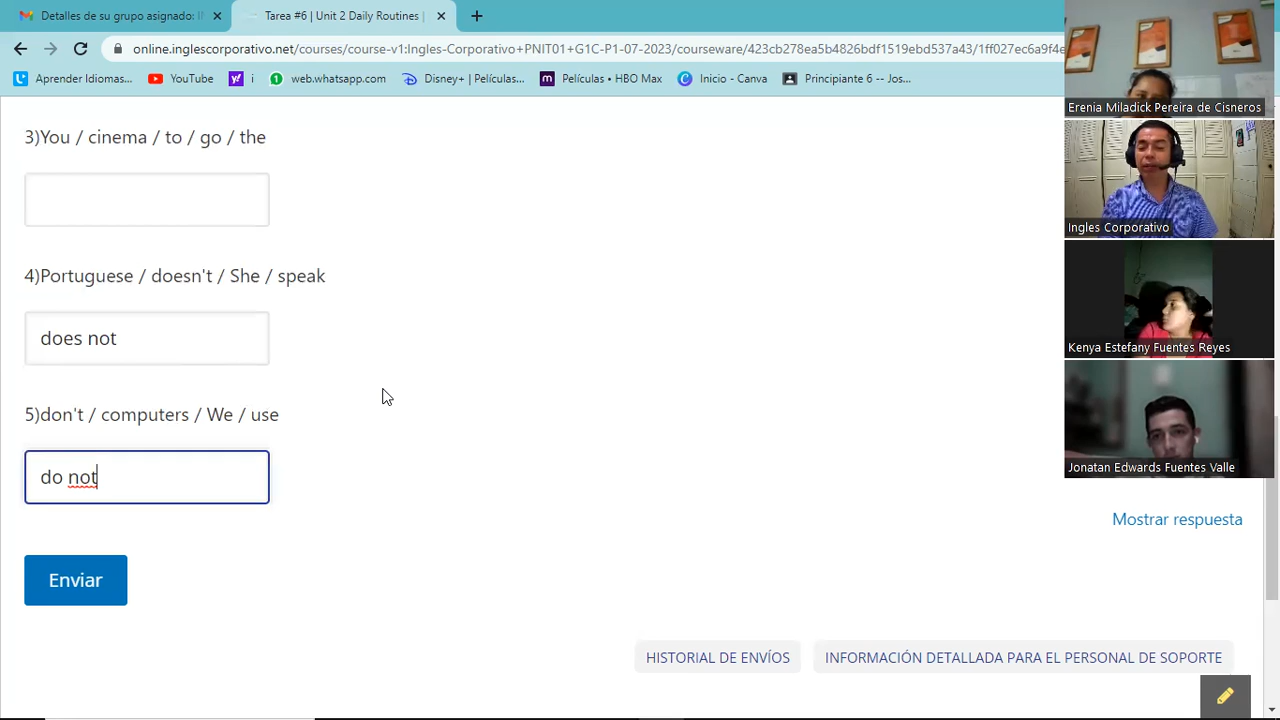 Detalles de su grupo asignado: I
Tarea #6 | Unit 2 Daily Routines |
online.inglescorporativo.net/courses/course-v1:Ingles-Corporativo+PNIT01+G1C-P1-07-2023/courseware/423cb278ea5b4826bdf1519ebd537a43/1ff027ec6a9f4e
Aprender Idiomas...
YouTube
i
web.whatsapp.com
Disney+ | Películas...
Películas • HBO Max
Inicio - Canva
Principiante 6 -- Jos...
3)You / cinema / to / go / the
4)Portuguese / doesn't / She / speak
does not
5)don't / computers / We / use
do not
Mostrar respuesta
Enviar
HISTORIAL DE ENVÍOS
INFORMACIÓN DETALLADA PARA EL PERSONAL DE SOPORTE
Erenia Miladick Pereira de Cisneros
Ingles Corporativo
Kenya Estefany Fuentes Reyes
Jonatan Edwards Fuentes Valle